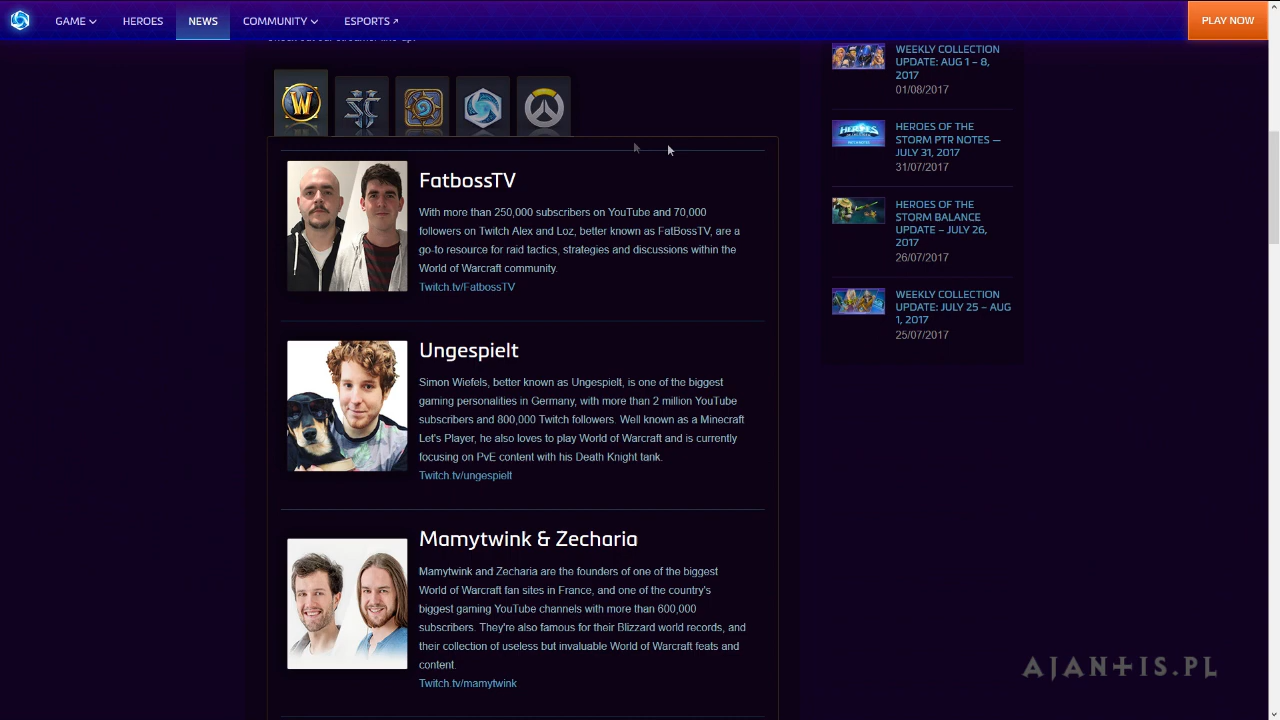 GAME HEROES NEWS COMMUNITY ESPORTS PLAY NOW
FatbossTV
With more than 250,000 subscribers on YouTube and 70,000
followers on Twitch Alex and Loz, better known as FatBossTV, are a
go-to resource for raid tactics, strategies and discussions within the
World of Warcraft community.
Twitch.tv/FatbossTV
Ungespielt
Simon Wiefels, better known as Ungespielt, is one of the biggest
gaming personalities in Germany, with more than 2 million YouTube
subscribers and 800,000 Twitch followers. Well known as a Minecraft
Let's Player, he also loves to play World of Warcraft and is currently
focusing on PvE content with his Death Knight tank.
Twitch.tv/ungespielt
Mamytwink & Zecharia
Mamytwink and Zecharia are the founders of one of the biggest
World of Warcraft fan sites in France, and one of the country's
biggest gaming YouTube channels with more than 600,000
subscribers. They're also famous for their Blizzard world records, and
their collection of useless but invaluable World of Warcraft feats and
content.
Twitch.tv/mamytwink
WEEKLY COLLECTION
UPDATE: AUG 1 – 8,
2017
01/08/2017
HEROES OF THE
STORM PTR NOTES —
JULY 31, 2017
31/07/2017
HEROES OF THE
STORM BALANCE
UPDATE – JULY 26,
2017
26/07/2017
WEEKLY COLLECTION
UPDATE: JULY 25 – AUG
1, 2017
25/07/2017
AJANTIS.PL